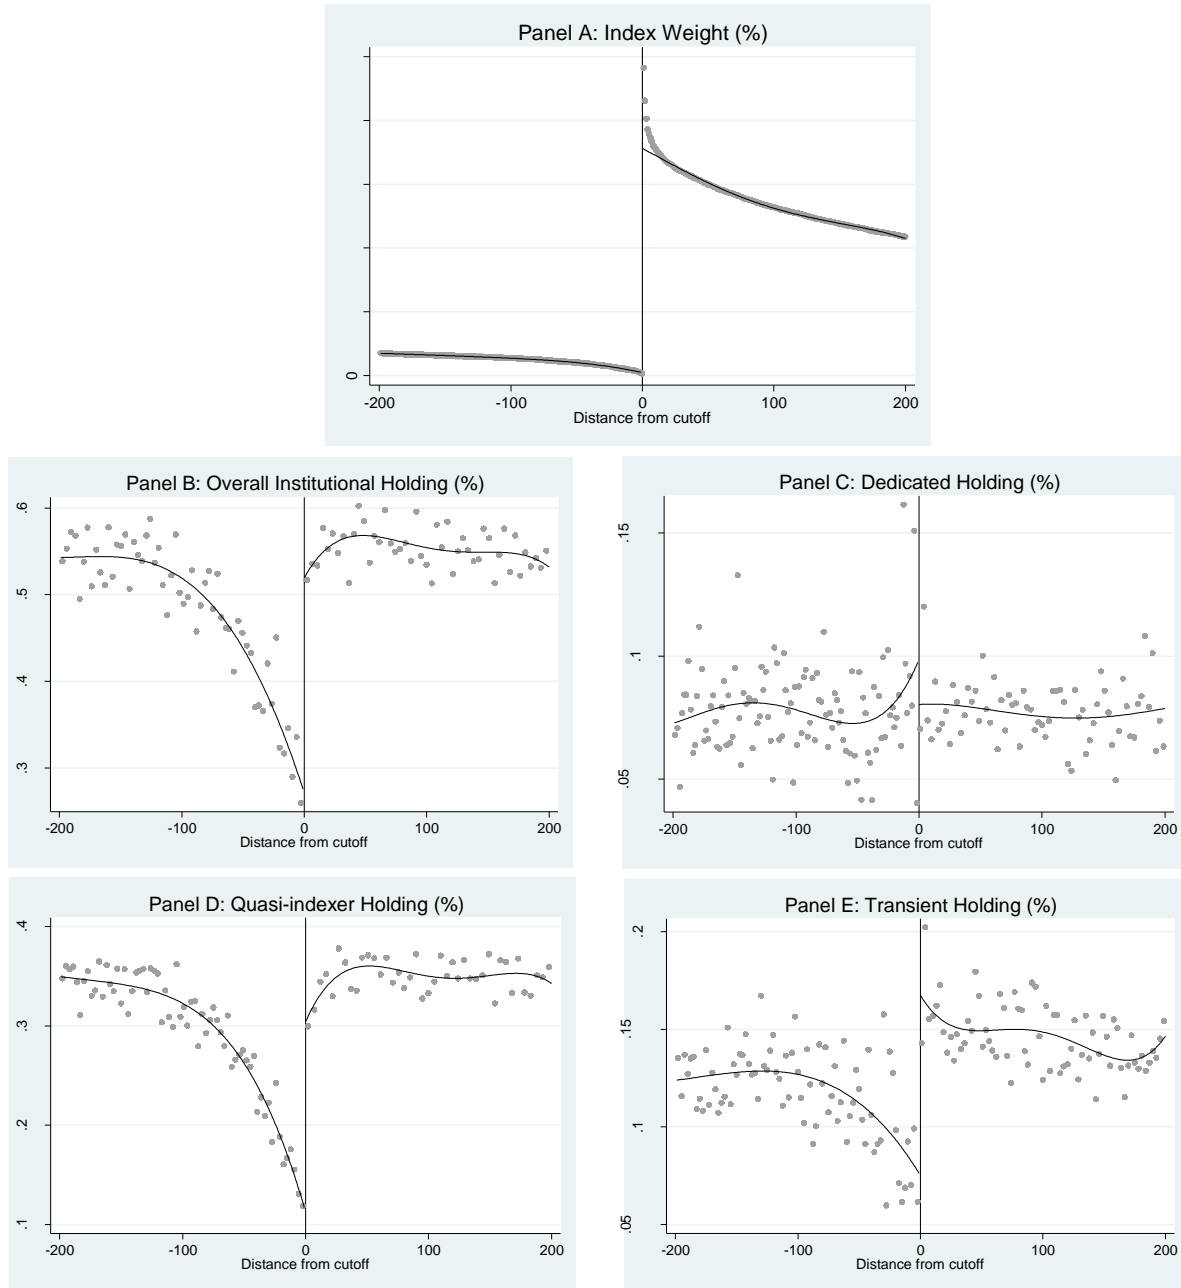 Panel A: Index Weight (%)
0
-200 -100 0 100 200
Distance from cutoff
Panel B: Overall Institutional Holding (%)
.6
.5
.4
.3
-200 -100 0 100 200
Distance from cutoff
Panel C: Dedicated Holding (%)
.15
.1
.05
-200 -100 0 100 200
Distance from cutoff
Panel D: Quasi-indexer Holding (%)
.4
.3
.2
.1
-200 -100 0 100 200
Distance from cutoff
Panel E: Transient Holding (%)
.2
.15
.1
.05
-200 -100 0 100 200
Distance from cutoff